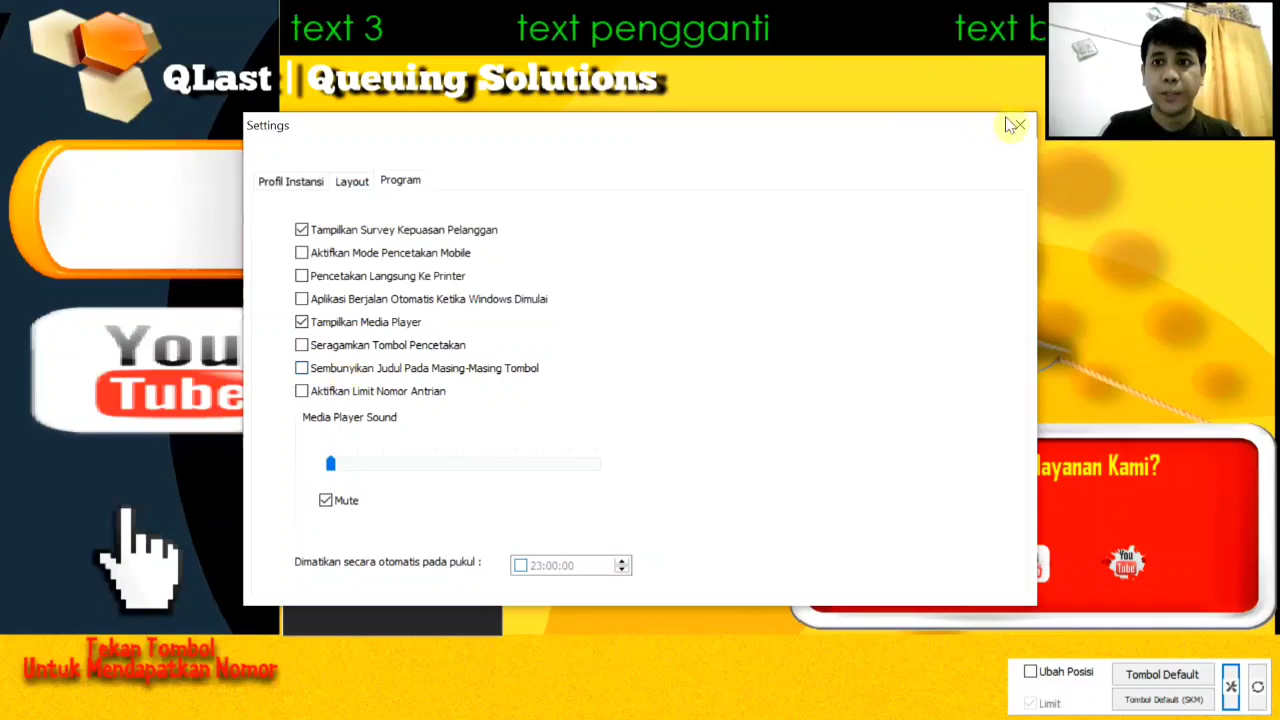 text 3 text pengganti text b
QLast || Queuing Solutions
Settings
Profil Instansi Layout Program
Tampilkan Survey Kepuasan Pelanggan
Aktifkan Mode Pencetakan Mobile
Pencetakan Langsung Ke Printer
Aplikasi Berjalan Otomatis Ketika Windows Dimulai
Tampilkan Media Player
Seragamkan Tombol Pencetakan
Sembunyikan Judul Pada Masing-Masing Tombol
Aktifkan Limit Nomor Antrian
Media Player Sound
Mute
Dimatikan secara otomatis pada pukul : 23:00:00
You
Tube
layanan Kami?
You
Tube
Tekan Tombol
Untuk Mendapatkan Nomor
Ubah Posisi Tombol Default
Limit Tombol Default (SKM)